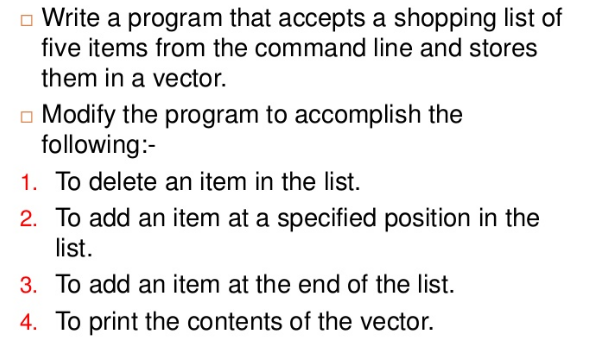 Write a program that accepts a shopping list of
five items from the command line and stores
them in a vector.
Modify the program to accomplish the
following:-
1. To delete an item in the list.
2. To add an item at a specified position in the
list.
3. To add an item at the end of the list.
4. To print the contents of the vector.